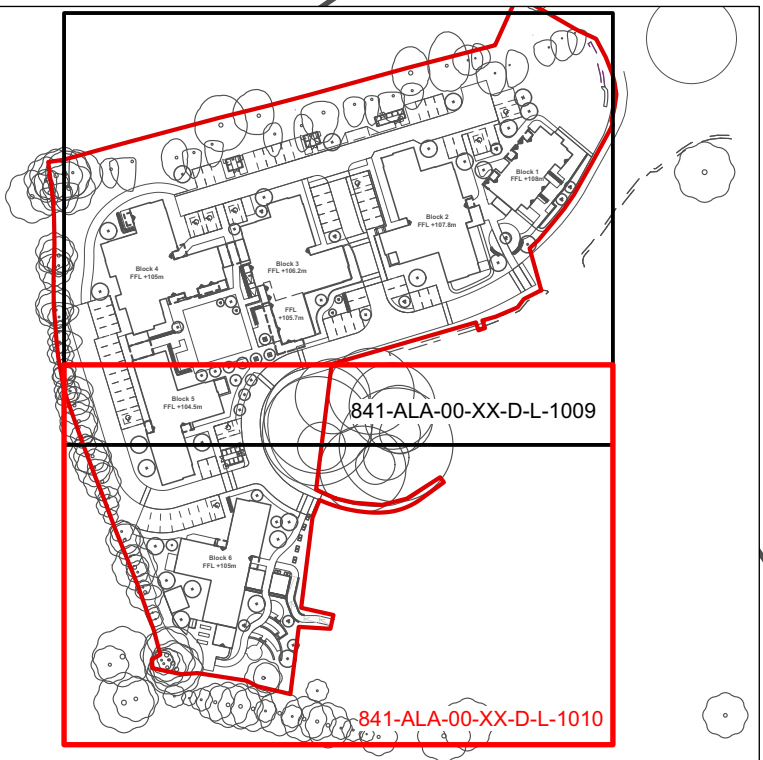 Block 1
FFL +108m
Block 2
FFL +107.8m
Block 3
FFL +106.2m
Block 4
FFL +105m
FFL
+105.7m
Block 5
FFL +104.5m
841-ALA-00-XX-D-L-1009
Block 6
FFL +105m
841-ALA-00-XX-D-L-1010